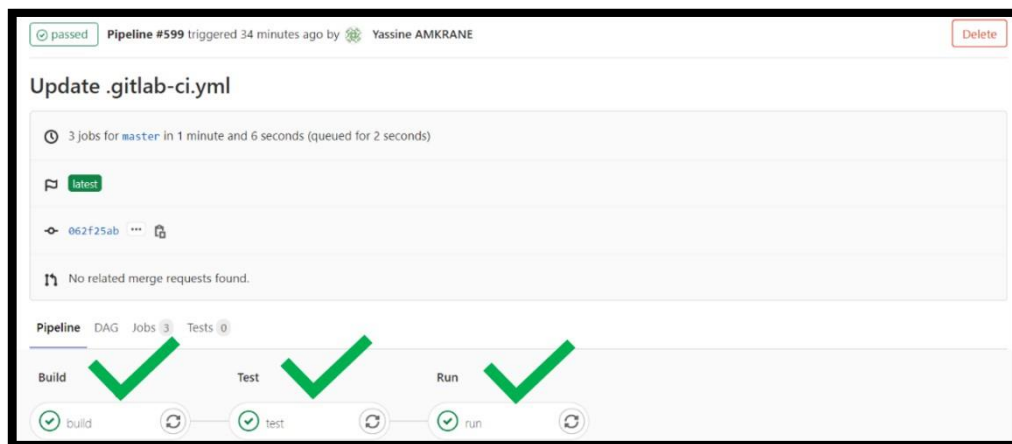 passed Pipeline #599 triggered 34 minutes ago by Yassine AMKRANE Delete
Update .gitlab-ci.yml
3 jobs for master in 1 minute and 6 seconds (queued for 2 seconds)
latest
062f25ab ...
No related merge requests found.
Pipeline DAG Jobs 3 Tests 0
Build Test Run
build test run